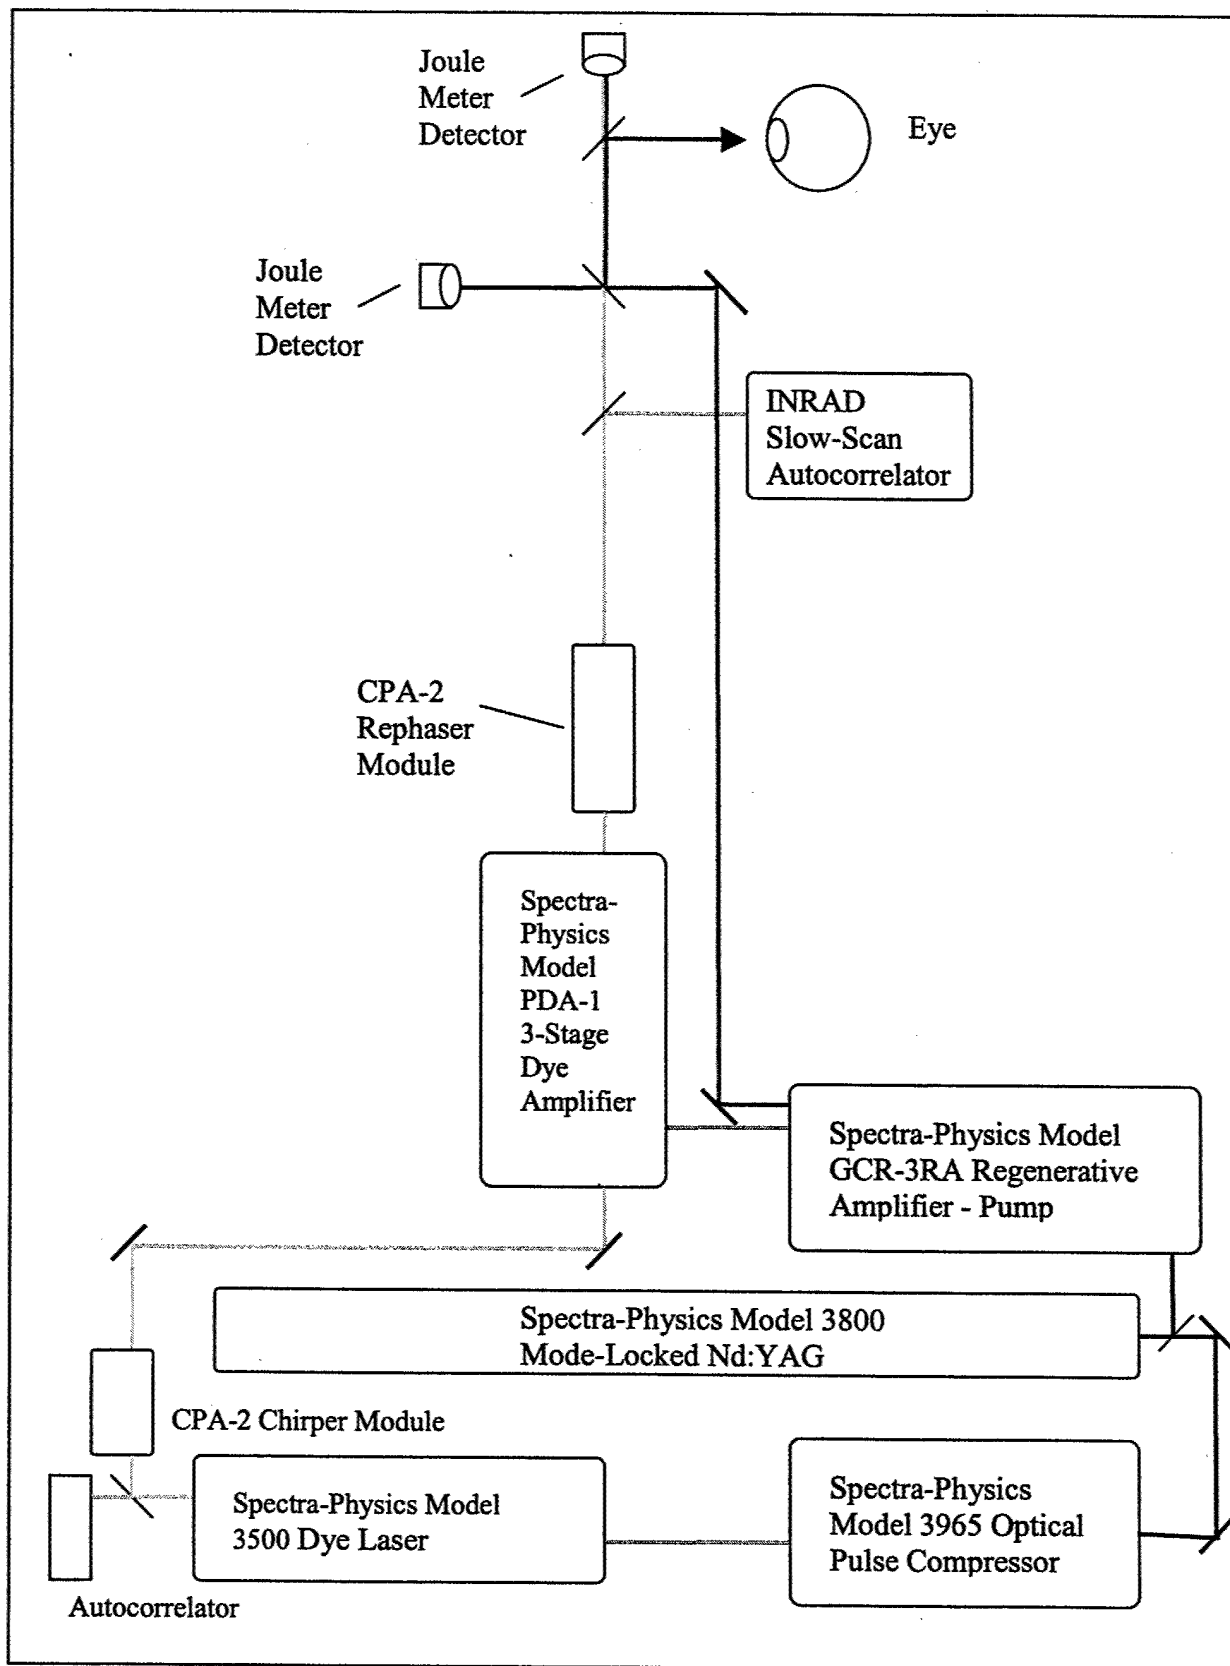 Joule
Meter
Detector
Eye
Joule
Meter
Detector
INRAD
Slow-Scan
Autocorrelator
CPA-2
Rephaser
Module
Spectra-
Physics
Model
PDA-1
3-Stage
Dye
Amplifier
Spectra-Physics Model
GCR-3RA Regenerative
Amplifier - Pump
Spectra-Physics Model 3800
Mode-Locked Nd:YAG
CPA-2 Chirper Module
Spectra-Physics Model
3500 Dye Laser
Spectra-Physics
Model 3965 Optical
Pulse Compressor
Autocorrelator